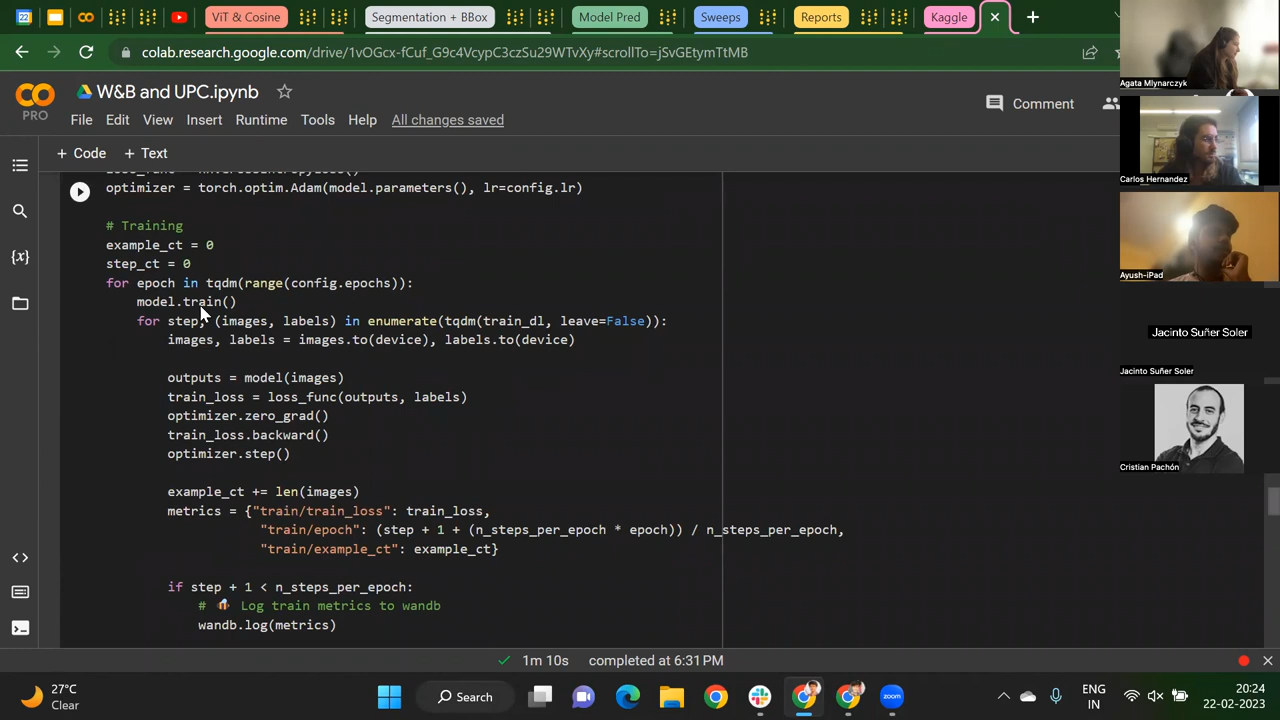 22
ViT & Cosine
Segmentation + BBox
Model Pred
Sweeps
Reports
Kaggle
colab.research.google.com/drive/1vOGcx-fCuf_G9c4VcypC3czSu29WTvXy#scrollTo=jSvGEtymTtMB
CO
PRO
W&B and UPC.ipynb
File Edit View Insert Runtime Tools Help All changes saved
Comment
+ Code + Text
optimizer = torch.optim.Adam(model.parameters(), lr=config.lr)
# Training
example_ct = 0
step_ct = 0
for epoch in tqdm(range(config.epochs)):
model.train()
for step, (images, labels) in enumerate(tqdm(train_dl, leave=False)):
images, labels = images.to(device), labels.to(device)
outputs = model(images)
train_loss = loss_func(outputs, labels)
optimizer.zero_grad()
train_loss.backward()
optimizer.step()
example_ct += len(images)
metrics = {"train/train_loss": train_loss,
"train/epoch": (step + 1 + (n_steps_per_epoch * epoch)) / n_steps_per_epoch,
"train/example_ct": example_ct}
if step + 1 < n_steps_per_epoch:
# 🐝 Log train metrics to wandb
wandb.log(metrics)
1m 10s completed at 6:31 PM
Agata Mlynarczyk
Carlos Hernandez
Ayush-iPad
Jacinto Suñer Soler
Jacinto Suñer Soler
Cristian Pachón
27°C
Clear
Search
zoom
ENG
IN
20:24
22-02-2023